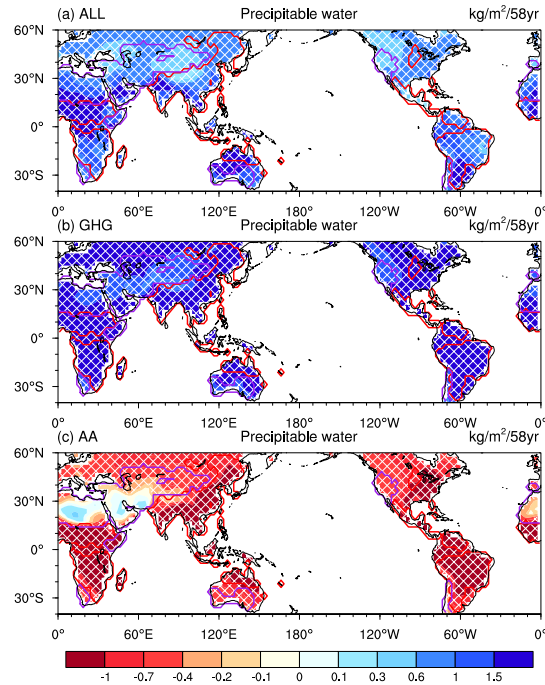 (a) ALL Precipitable water kg/m²/58yr
60°N
30°N
0°
30°S
0° 60°E 120°E 180° 120°W 60°W 0°
(b) GHG Precipitable water kg/m²/58yr
60°N
30°N
0°
30°S
0° 60°E 120°E 180° 120°W 60°W 0°
(c) AA Precipitable water kg/m²/58yr
60°N
30°N
0°
30°S
0° 60°E 120°E 180° 120°W 60°W 0°
-1 -0.7 -0.4 -0.2 -0.1 0 0.1 0.3 0.6 1 1.5